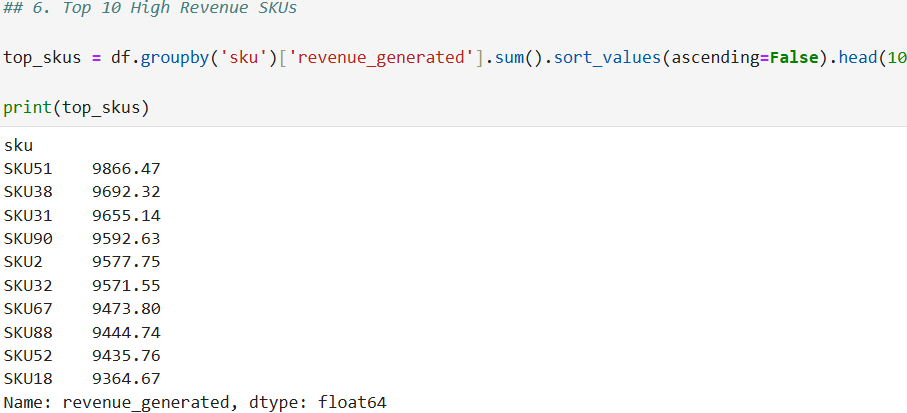 ## 6. Top 10 High Revenue SKUs
top_skus = df.groupby('sku')['revenue_generated'].sum().sort_values(ascending=False).head(10
print(top_skus)
sku
SKU51    9866.47
SKU38    9692.32
SKU31    9655.14
SKU90    9592.63
SKU2     9577.75
SKU32    9571.55
SKU67    9473.80
SKU88    9444.74
SKU52    9435.76
SKU18    9364.67
Name: revenue_generated, dtype: float64